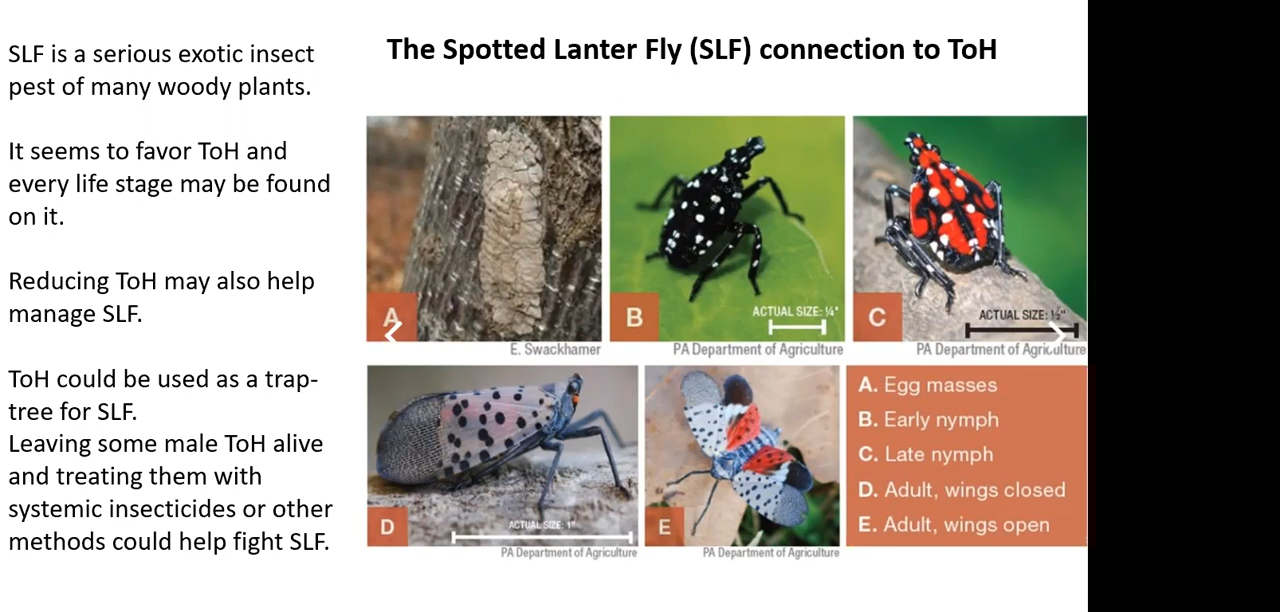 The Spotted Lanter Fly (SLF) connection to ToH
SLF is a serious exotic insect
pest of many woody plants.
It seems to favor ToH and
every life stage may be found
on it.
Reducing ToH may also help
manage SLF.
ToH could be used as a trap-
tree for SLF.
Leaving some male ToH alive
and treating them with
systemic insecticides or other
methods could help fight SLF.
A
E. Swackhamer
B
ACTUAL SIZE: ¼"
PA Department of Agriculture
C
ACTUAL SIZE: ½"
PA Department of Agriculture
D
ACTUAL SIZE: 1"
PA Department of Agriculture
E
PA Department of Agriculture
A. Egg masses
B. Early nymph
C. Late nymph
D. Adult, wings closed
E. Adult, wings open